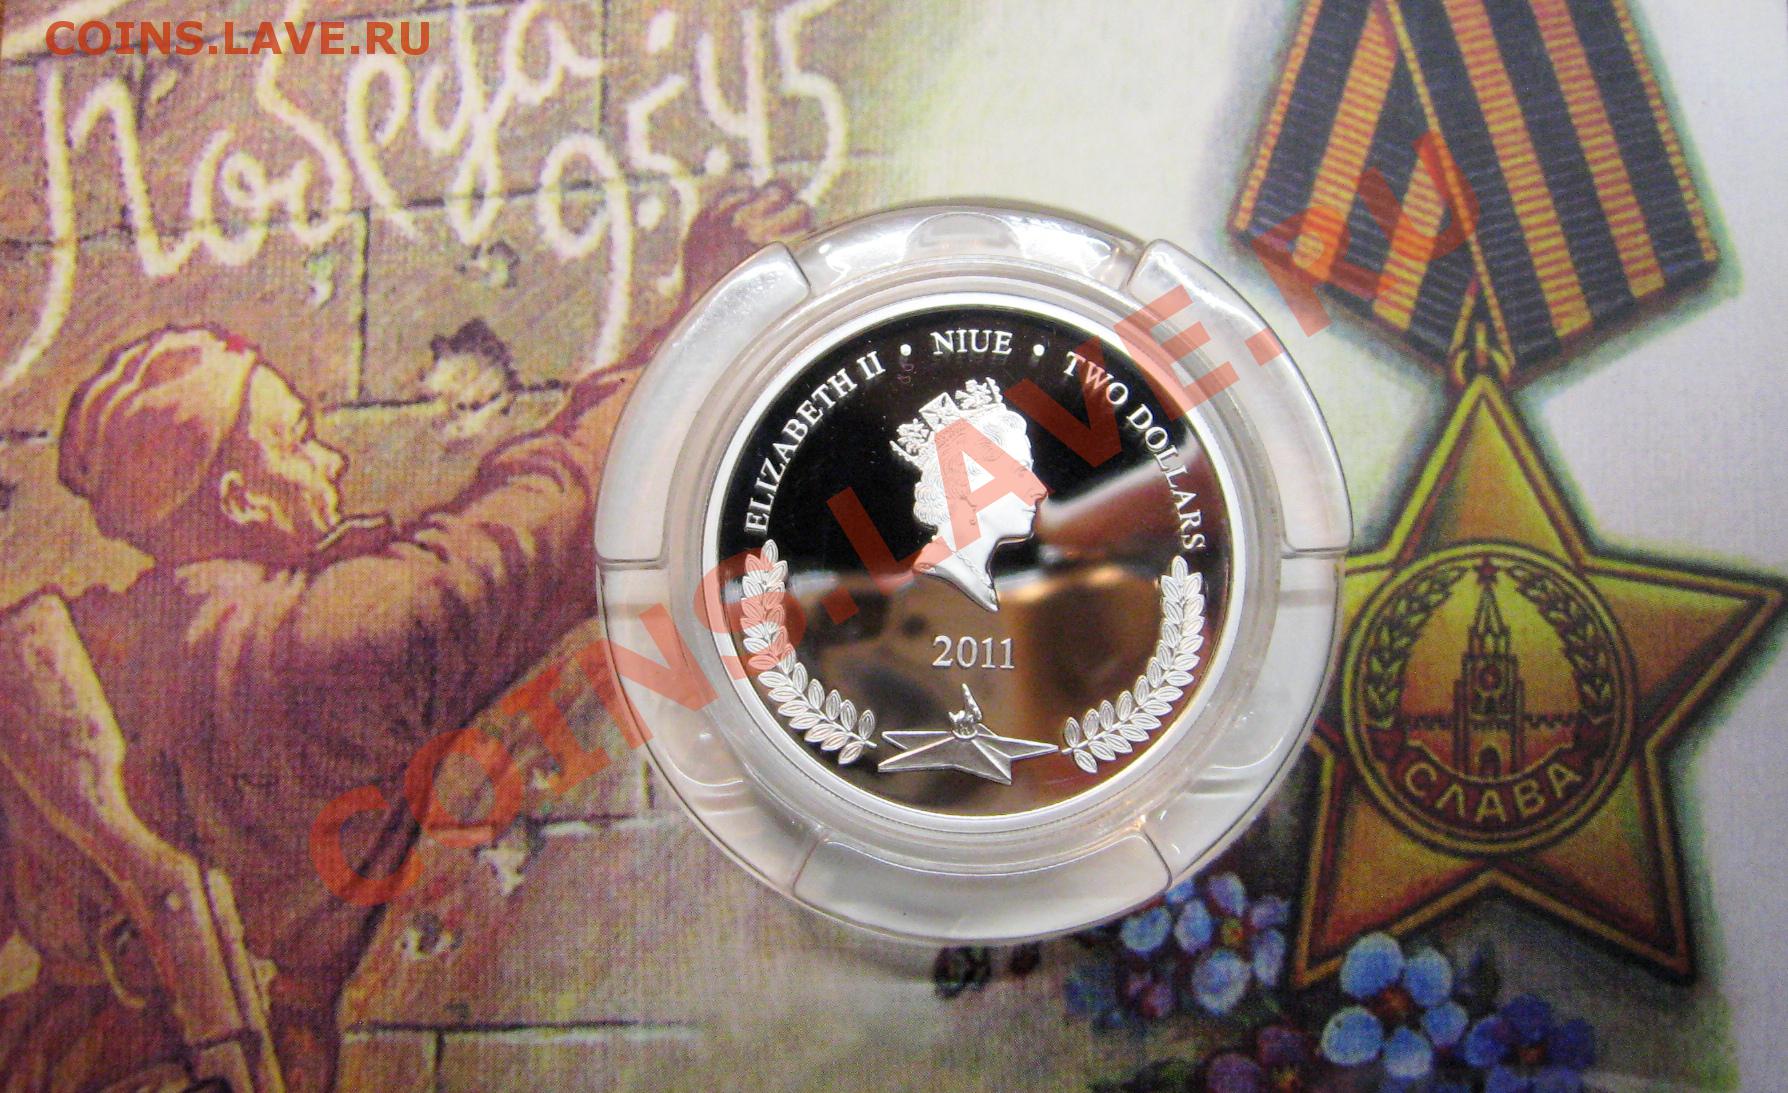 COINS.LAVE.RU
Победа
9.5.45
ELIZABETH II • NIUE • TWO DOLLARS
2011
СЛАВА
COINS.LAVE.RU